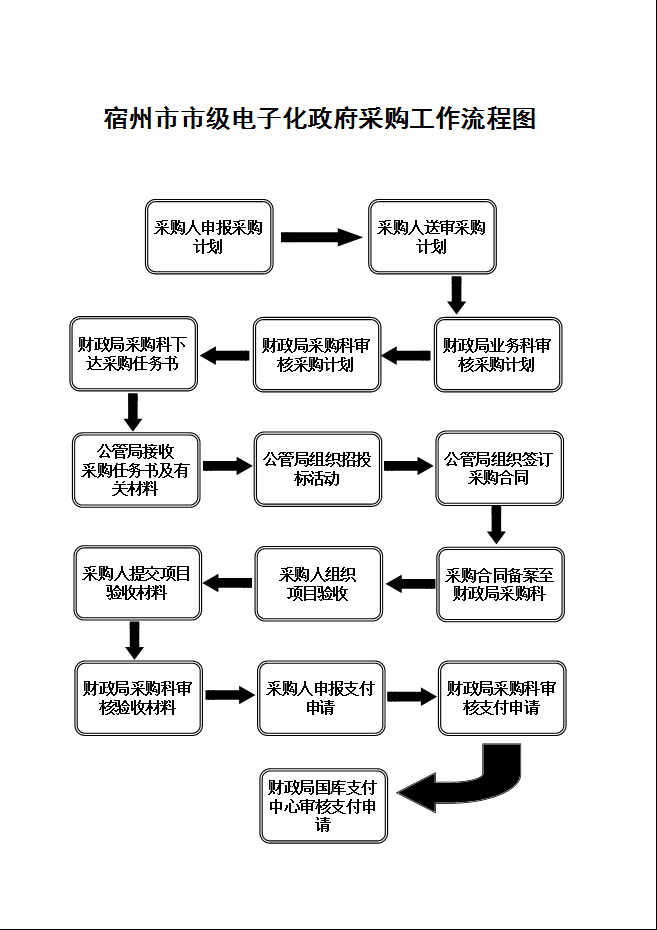 宿州市市级电子化政府采购工作流程图
采购人申报采购
计划
采购人送审采购
计划
财政局业务科审
核采购计划
财政局采购科审
核采购计划
财政局采购科下
达采购任务书
公管局接收
采购任务书及有
关材料
公管局组织招投
标活动
公管局组织签订
采购合同
采购合同备案至
财政局采购科
采购人组织
项目验收
采购人提交项目
验收材料
财政局采购科审
核验收材料
采购人申报支付
申请
财政局采购科审
核支付申请
财政局国库支付
中心审核支付申
请